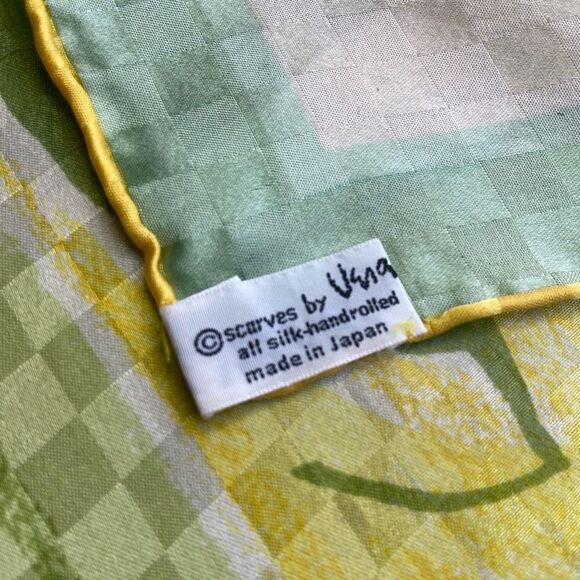 © scarves by Vera
all silk-handrolled
made in Japan